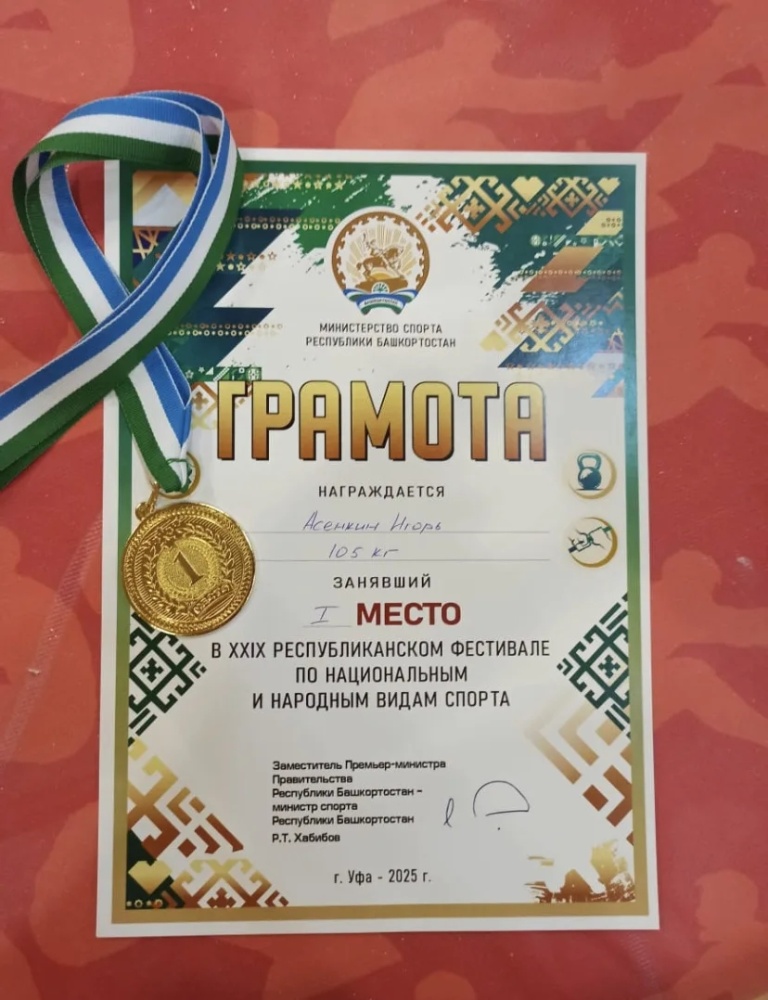 МИНИСТЕРСТВО СПОРТА
РЕСПУБЛИКИ БАШКОРТОСТАН
ГРАМОТА
НАГРАЖДАЕТСЯ
Асенкин Игорь
105 кг
ЗАНЯВШИЙ
I МЕСТО
В XXIX РЕСПУБЛИКАНСКОМ ФЕСТИВАЛЕ
ПО НАЦИОНАЛЬНЫМ
И НАРОДНЫМ ВИДАМ СПОРТА
Заместитель Премьер-министра
Правительства
Республики Башкортостан –
министр спорта
Республики Башкортостан
Р.Т. Хабибов
г. Уфа - 2025 г.
1